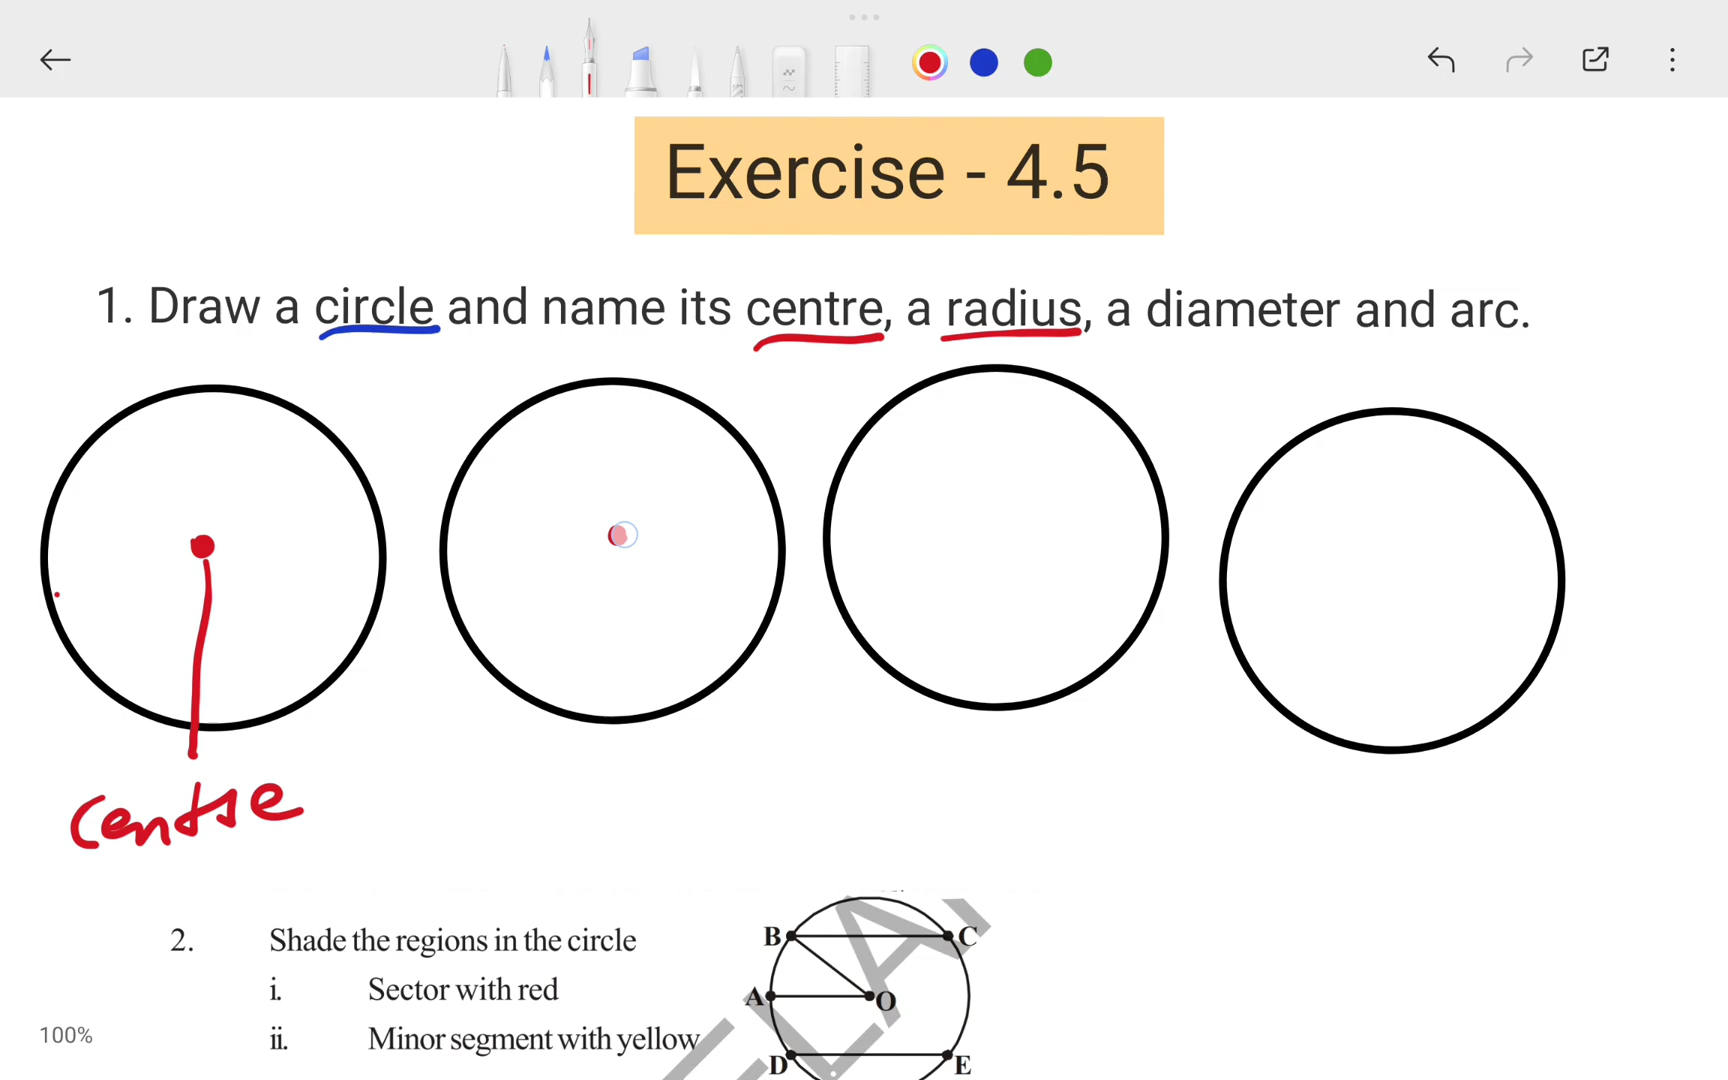 Exercise - 4.5
1. Draw a circle and name its centre, a radius, a diameter and arc.
centre
2. Shade the regions in the circle
i. Sector with red
ii. Minor segment with yellow
B C
A O
D E
100%